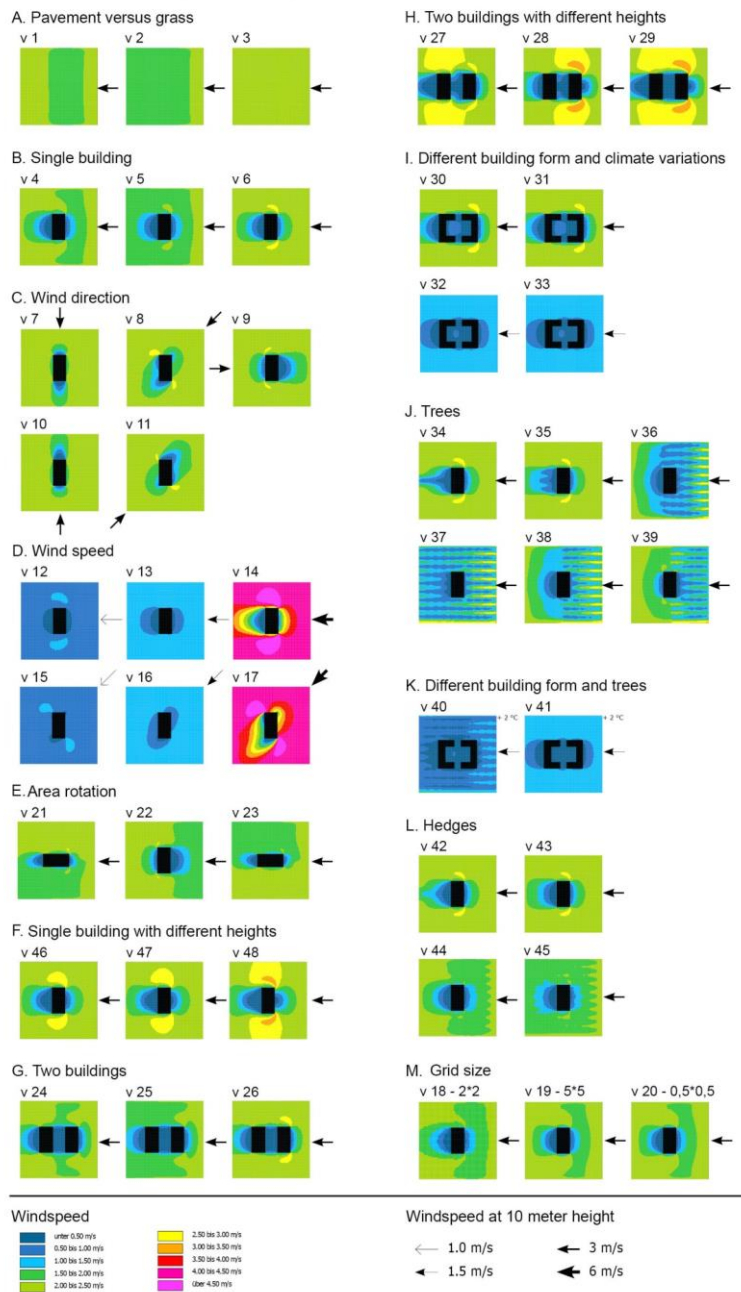 A. Pavement versus grass
v 1 v 2 v 3
B. Single building
v 4 v 5 v 6
C. Wind direction
v 7 v 8 v 9
v 10 v 11
D. Wind speed
v 12 v 13 v 14
v 15 v 16 v 17
E. Area rotation
v 21 v 22 v 23
F. Single building with different heights
v 46 v 47 v 48
G. Two buildings
v 24 v 25 v 26
H. Two buildings with different heights
v 27 v 28 v 29
I. Different building form and climate variations
v 30 v 31
v 32 v 33
J. Trees
v 34 v 35 v 36
v 37 v 38 v 39
K. Different building form and trees
v 40 + 2 °C v 41 + 2 °C
L. Hedges
v 42 v 43
v 44 v 45
M. Grid size
v 18 - 2*2 v 19 - 5*5 v 20 - 0,5*0,5
Windspeed
unter 0.50 m/s
0.50 bis 1.00 m/s
1.00 bis 1.50 m/s
1.50 bis 2.00 m/s
2.00 bis 2.50 m/s
2.50 bis 3.00 m/s
3.00 bis 3.50 m/s
3.50 bis 4.00 m/s
4.00 bis 4.50 m/s
über 4.50 m/s
Windspeed at 10 meter height
1.0 m/s 3 m/s
1.5 m/s 6 m/s